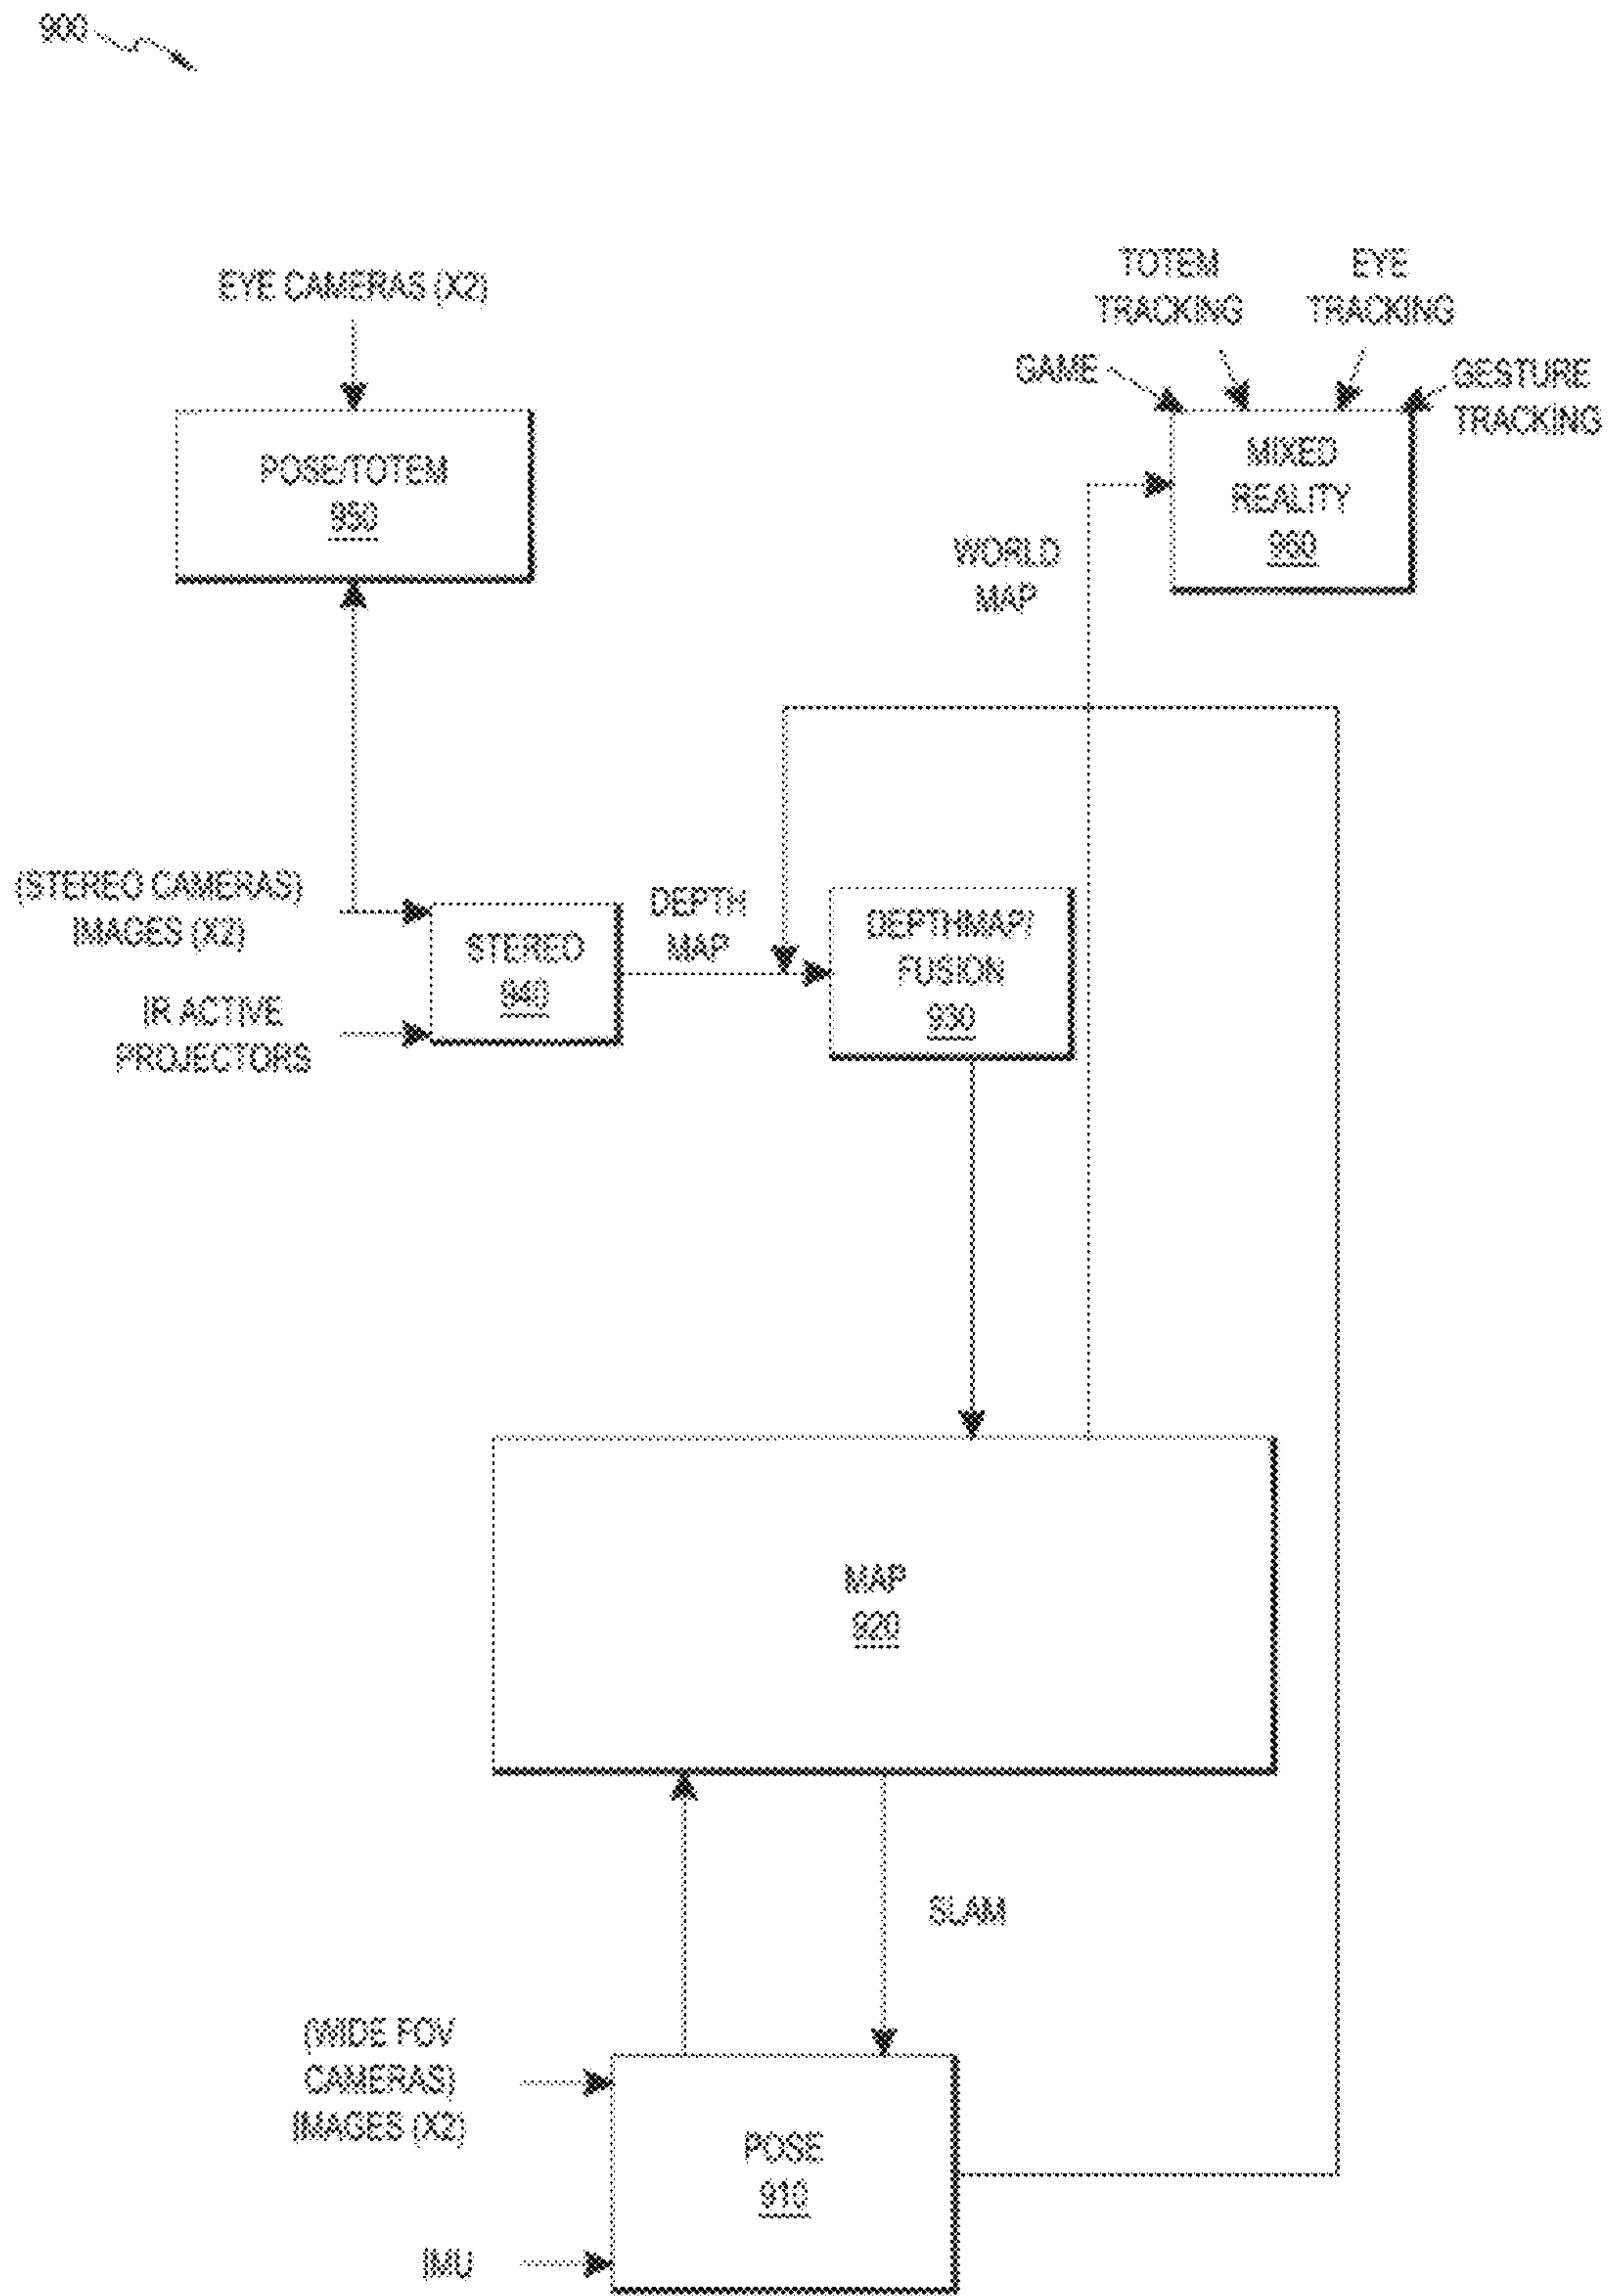 900
EYE CAMERAS (X2)
POSE/TOTEM
950
TOTEM
TRACKING
EYE
TRACKING
GAME
GESTURE
TRACKING
MIXED
REALITY
960
WORLD
MAP
(STEREO CAMERAS)
IMAGES (X2)
IR ACTIVE
PROJECTORS
STEREO
940
DEPTH
MAP
DEPTHMAP/
FUSION
930
MAP
920
SLAM
(WIDE FOV
CAMERAS)
IMAGES (X2)
POSE
910
IMU